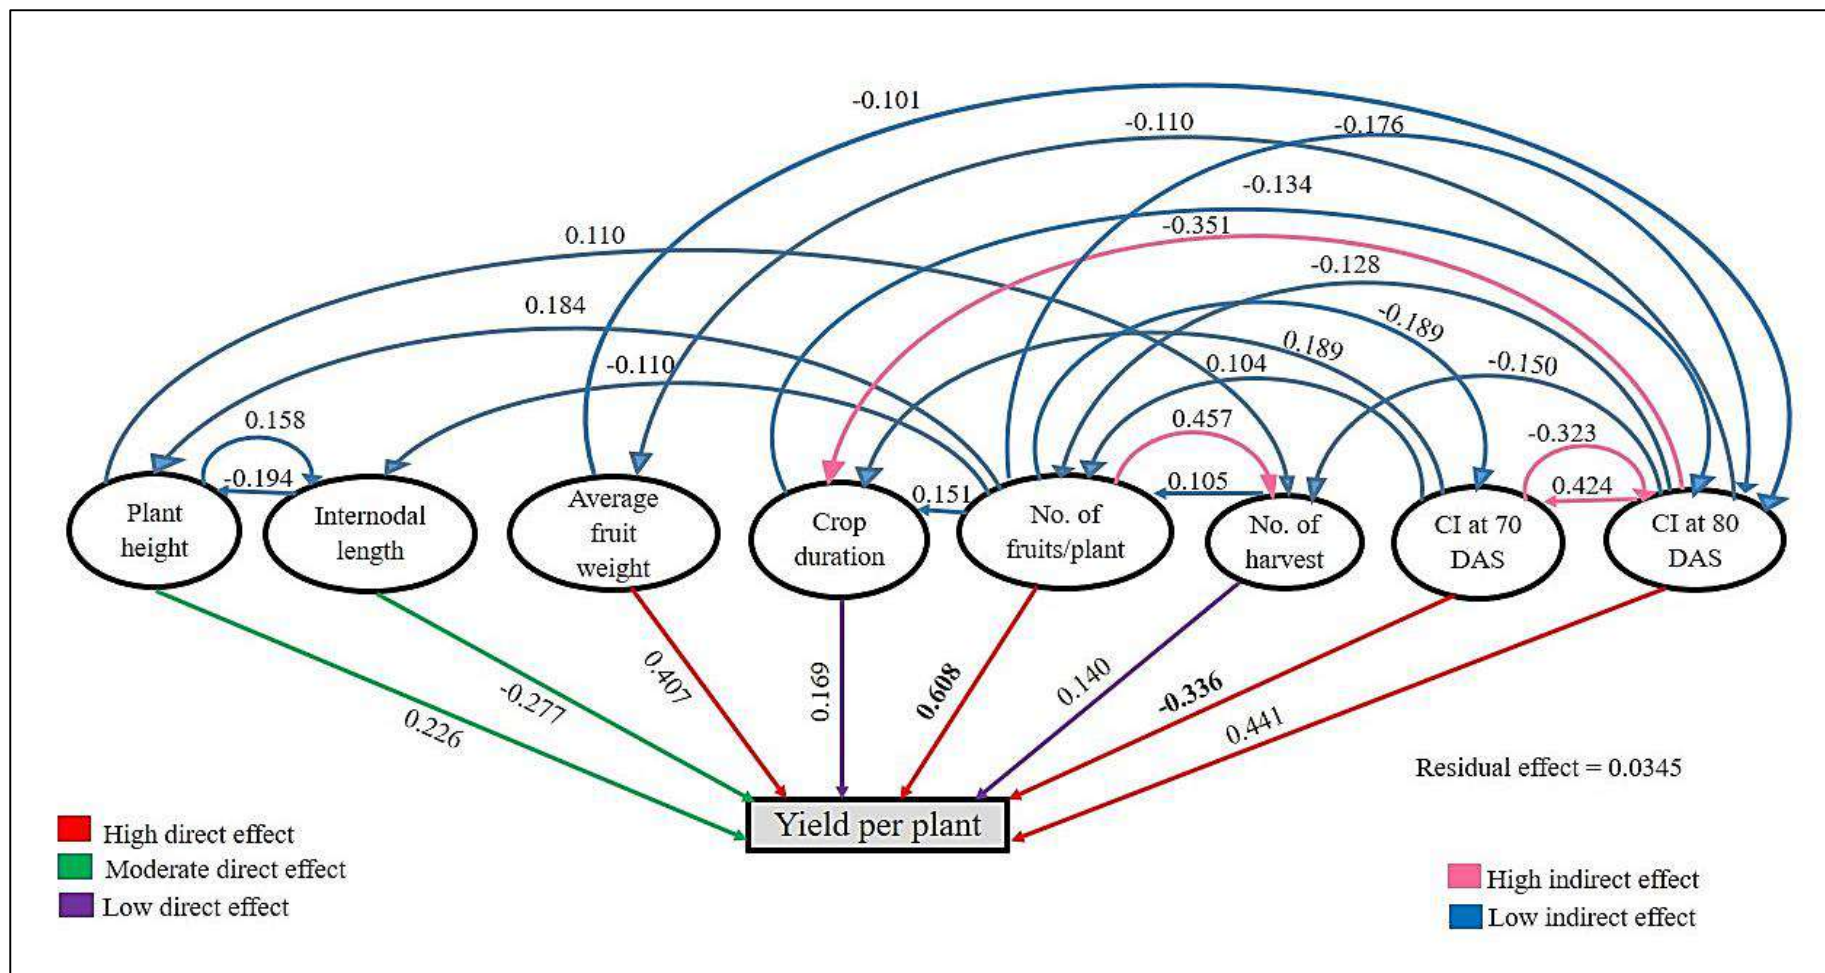 -0.101
-0.110
-0.176
-0.134
-0.351
0.110
-0.128
0.184
-0.189
0.189
-0.110
0.104
-0.150
0.158
0.457
-0.323
-0.194
0.151
0.105
0.424
Plant
height
Internodal
length
Average
fruit
weight
Crop
duration
No. of
fruits/plant
No. of
harvest
CI at 70
DAS
CI at 80
DAS
0.226
-0.277
0.407
0.169
0.608
0.140
-0.336
0.441
Residual effect = 0.0345
Yield per plant
High direct effect
Moderate direct effect
Low direct effect
High indirect effect
Low indirect effect